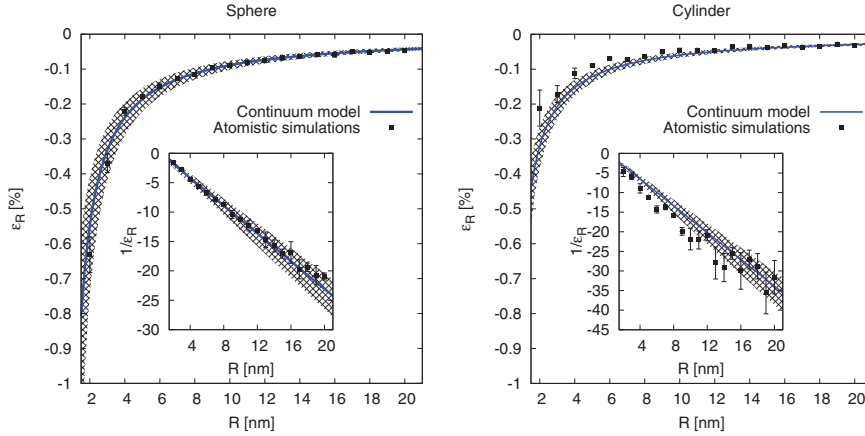 Sphere
0
-0.1
-0.2
-0.3
-0.4
-0.5
-0.6
-0.7
-0.8
-0.9
-1
εR [%]
Continuum model
Atomistic simulations
0
-5
-10
-15
-20
-25
-30
1/εR
4 8 12 16 20
R [nm]
2 4 6 8 10 12 14 16 18 20
R [nm]
Cylinder
0
-0.1
-0.2
-0.3
-0.4
-0.5
-0.6
-0.7
-0.8
-0.9
-1
εR [%]
Continuum model
Atomistic simulations
0
-5
-10
-15
-20
-25
-30
-35
-40
-45
1/εR
4 8 12 16 20
R [nm]
2 4 6 8 10 12 14 16 18 20
R [nm]